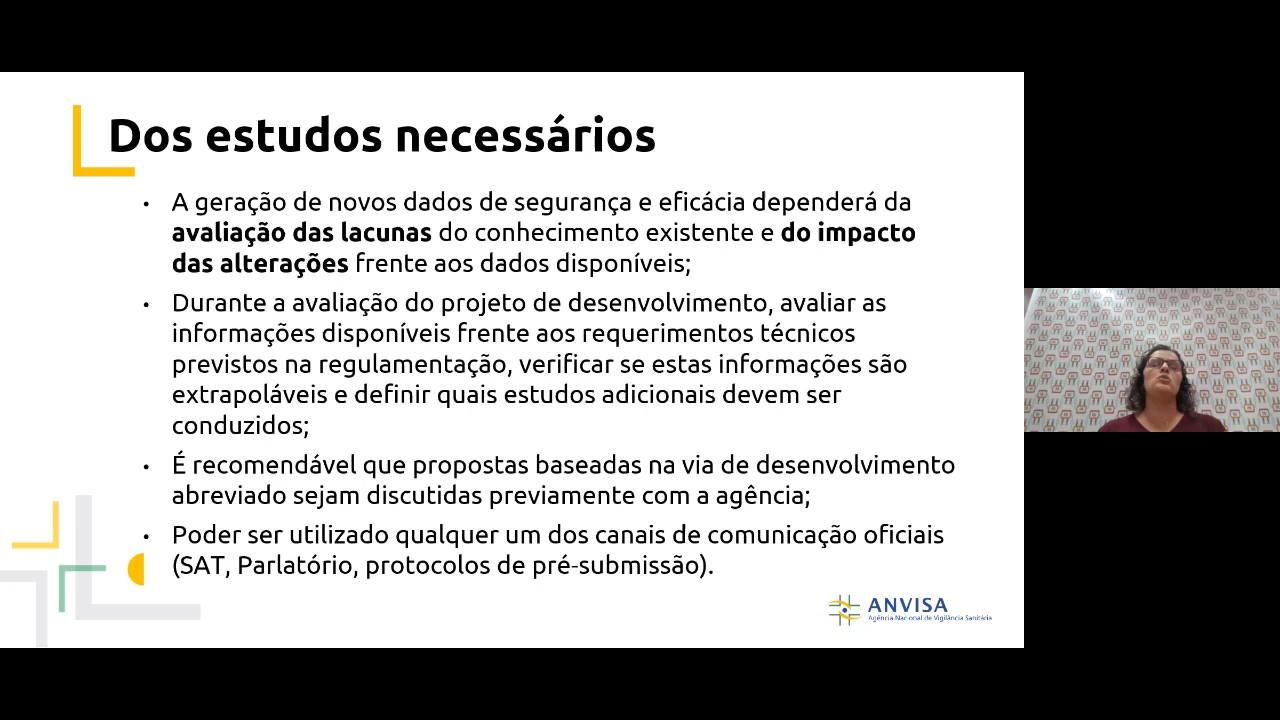 Dos estudos necessários
• A geração de novos dados de segurança e eficácia dependerá da
avaliação das lacunas do conhecimento existente e do impacto
das alterações frente aos dados disponíveis;
• Durante a avaliação do projeto de desenvolvimento, avaliar as
informações disponíveis frente aos requerimentos técnicos
previstos na regulamentação, verificar se estas informações são
extrapoláveis e definir quais estudos adicionais devem ser
conduzidos;
• É recomendável que propostas baseadas na via de desenvolvimento
abreviado sejam discutidas previamente com a agência;
• Poder ser utilizado qualquer um dos canais de comunicação oficiais
(SAT, Parlatório, protocolos de pré-submissão).
ANVISA
Agência Nacional de Vigilância Sanitária